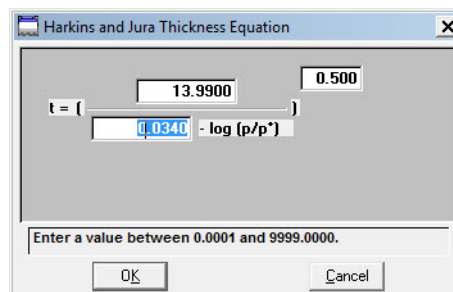 Harkins and Jura Thickness Equation
0.500
13.9900
t = ( )
0.0340 - log (p/p*)
Enter a value between 0.0001 and 9999.0000.
OK Cancel